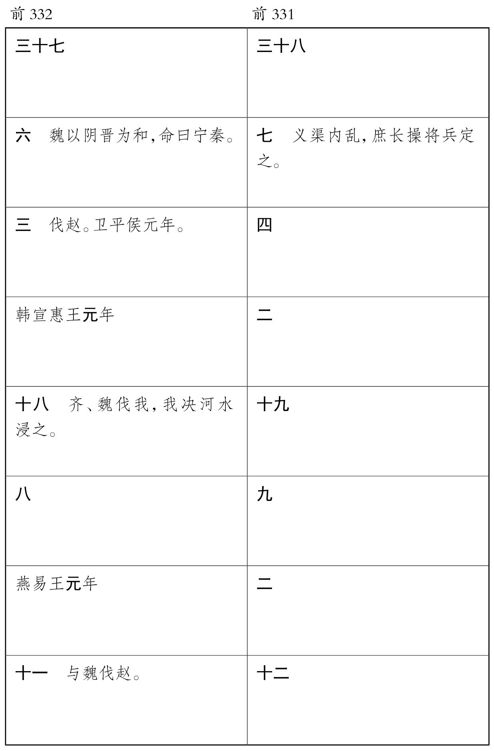 前 332　前 331
三十七　三十八
六　魏以阴晋为和，命曰宁秦。　七　义渠内乱，庶长操将兵定
之。
三　伐赵。卫平侯元年。　四
韩宣惠王元年　二
十八　齐、魏伐我，我决河水　十九
浸之。
八　九
燕易王元年　二
十一　与魏伐赵。　十二